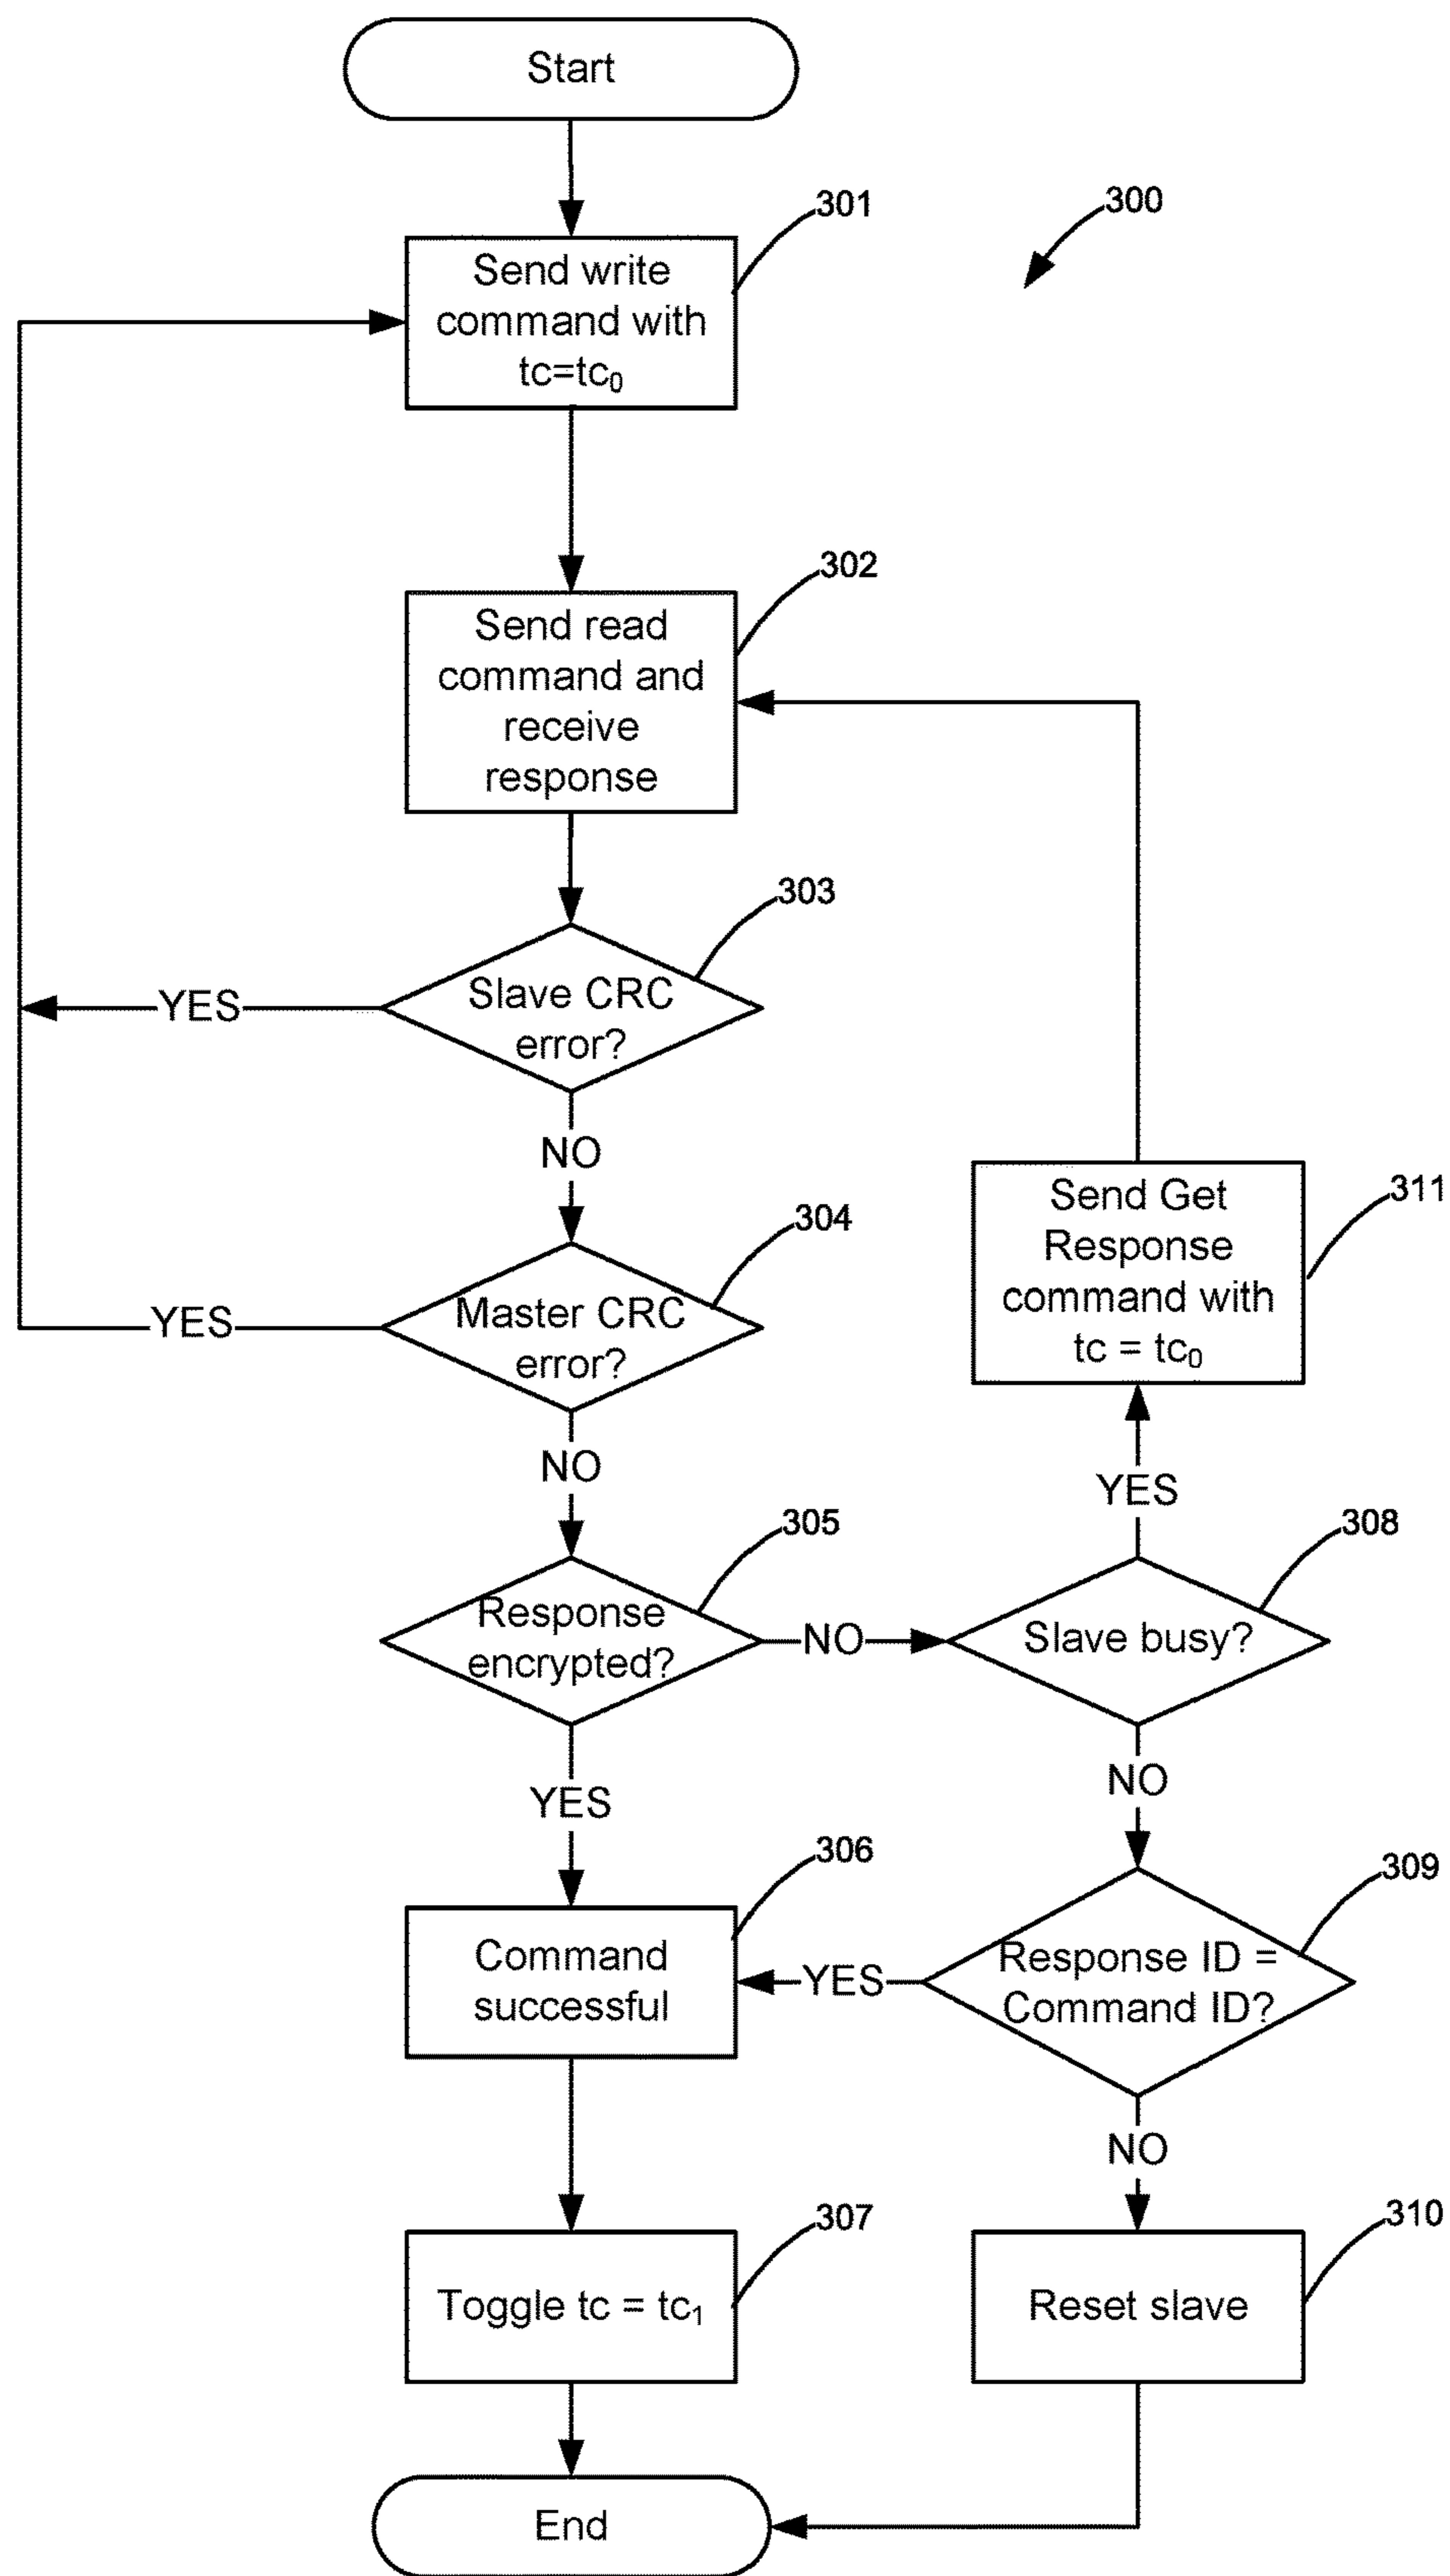 Start
301
300
Send write
command with
tc=tc₀
302
Send read
command and
receive
response
303
Slave CRC
error?
YES
NO
304
Master CRC
error?
YES
NO
311
Send Get
Response
command with
tc = tc₀
YES
305
Response
encrypted?
NO
308
Slave busy?
YES
NO
306
Command
successful
309
Response ID =
Command ID?
YES
NO
307
Toggle tc = tc₁
310
Reset slave
End